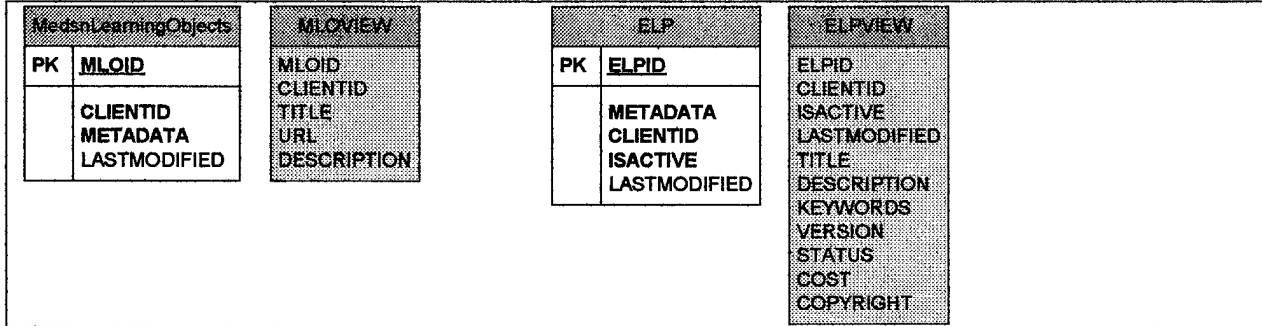 MedsnLearningObjects
PK MLOID
CLIENTID
METADATA
LASTMODIFIED
MLOVIEW
MLOID
CLIENTID
TITLE
URL
DESCRIPTION
ELP
PK ELPID
METADATA
CLIENTID
ISACTIVE
LASTMODIFIED
ELPVIEW
ELPID
CLIENTID
ISACTIVE
LASTMODIFIED
TITLE
DESCRIPTION
KEYWORDS
VERSION
STATUS
COST
COPYRIGHT